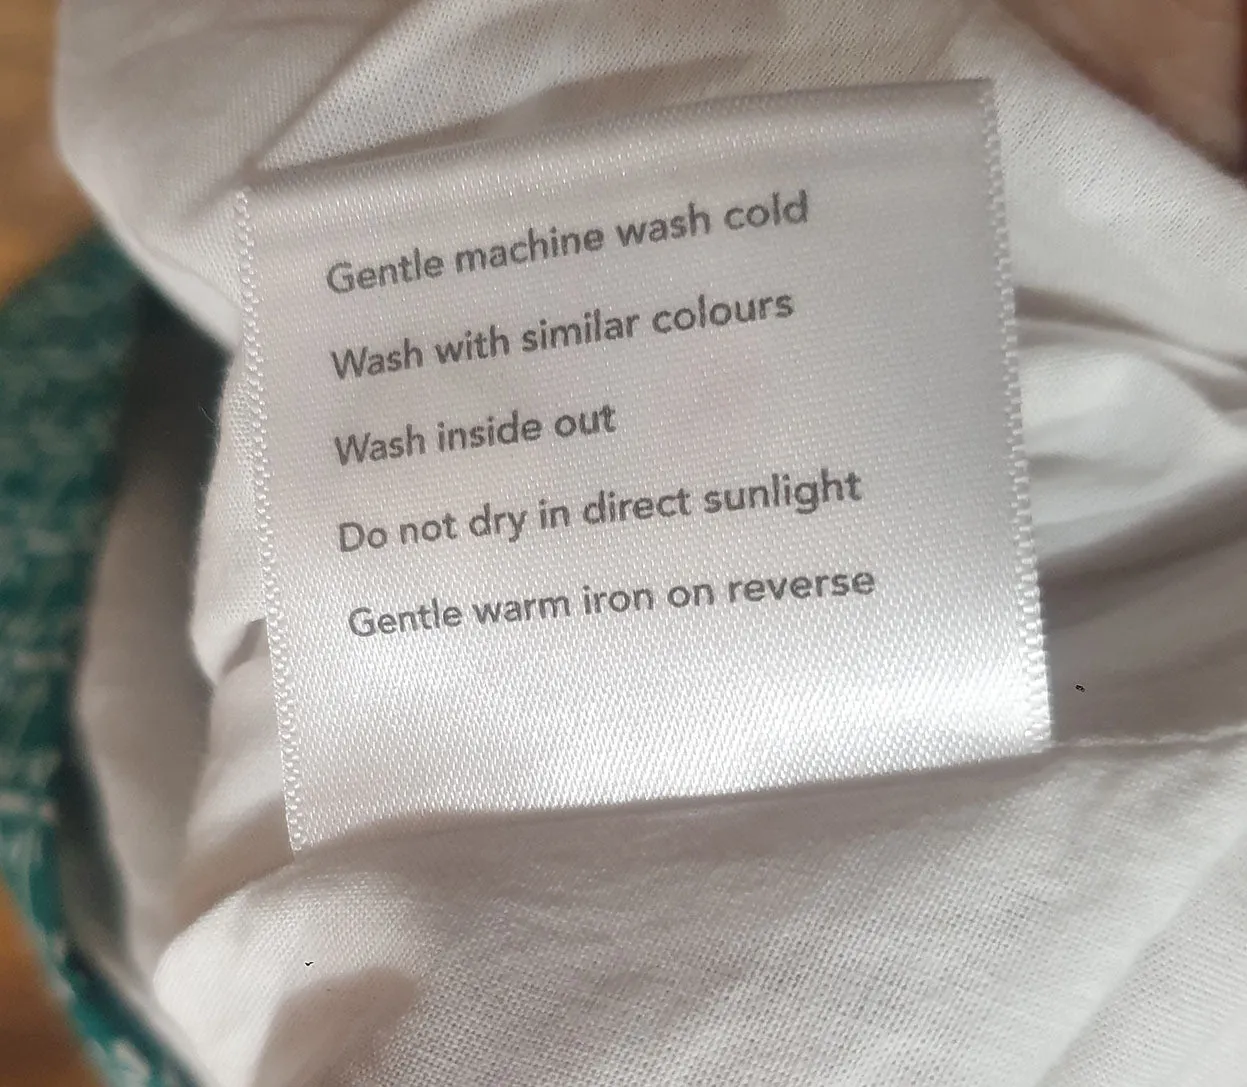 Gentle machine wash cold
Wash with similar colours
Wash inside out
Do not dry in direct sunlight
Gentle warm iron on reverse